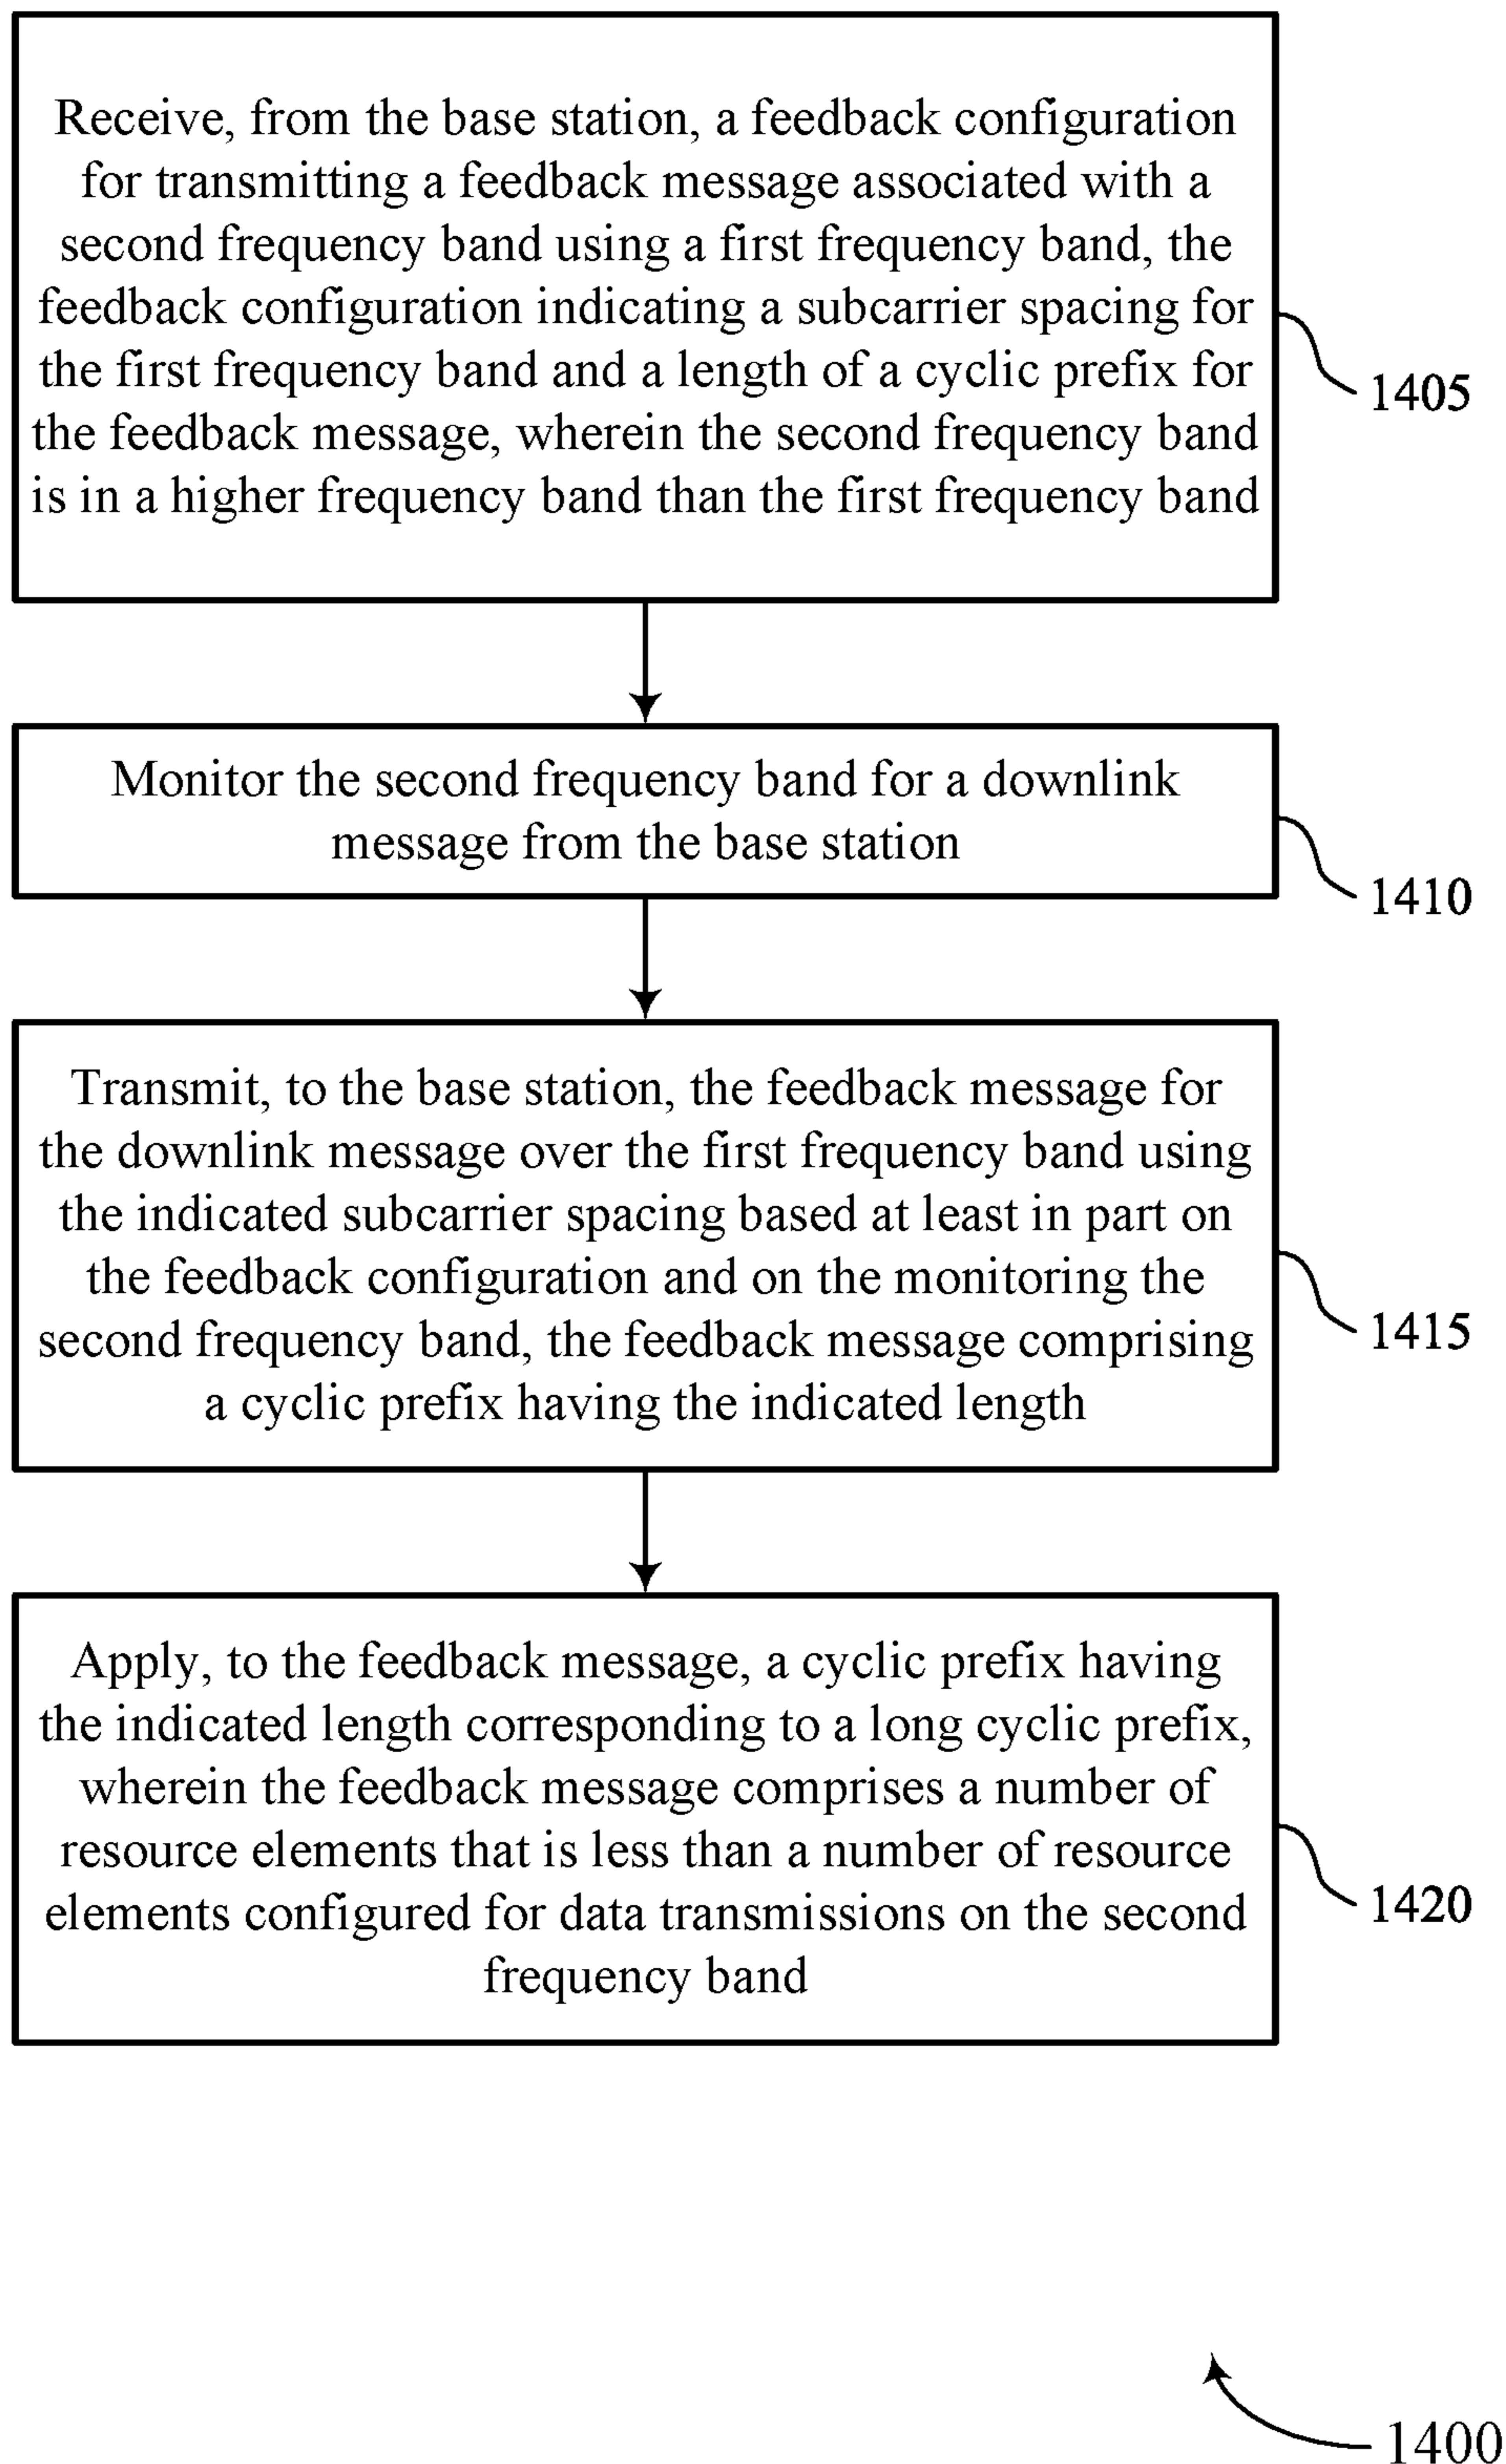 Receive, from the base station, a feedback configuration
for transmitting a feedback message associated with a
second frequency band using a first frequency band, the
feedback configuration indicating a subcarrier spacing for
the first frequency band and a length of a cyclic prefix for
the feedback message, wherein the second frequency band
is in a higher frequency band than the first frequency band
1405
Monitor the second frequency band for a downlink
message from the base station
1410
Transmit, to the base station, the feedback message for
the downlink message over the first frequency band using
the indicated subcarrier spacing based at least in part on
the feedback configuration and on the monitoring the
second frequency band, the feedback message comprising
a cyclic prefix having the indicated length
1415
Apply, to the feedback message, a cyclic prefix having
the indicated length corresponding to a long cyclic prefix,
wherein the feedback message comprises a number of
resource elements that is less than a number of resource
elements configured for data transmissions on the second
frequency band
1420
1400